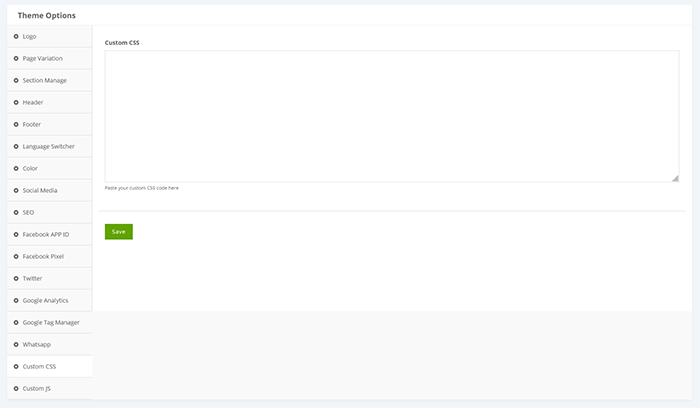 Theme Options
Logo
Page Variation
Section Manage
Header
Footer
Language Switcher
Color
Social Media
SEO
Facebook APP ID
Facebook Pixel
Twitter
Google Analytics
Google Tag Manager
Whatsapp
Custom CSS
Custom JS
Custom CSS
Paste your custom CSS code here
Save